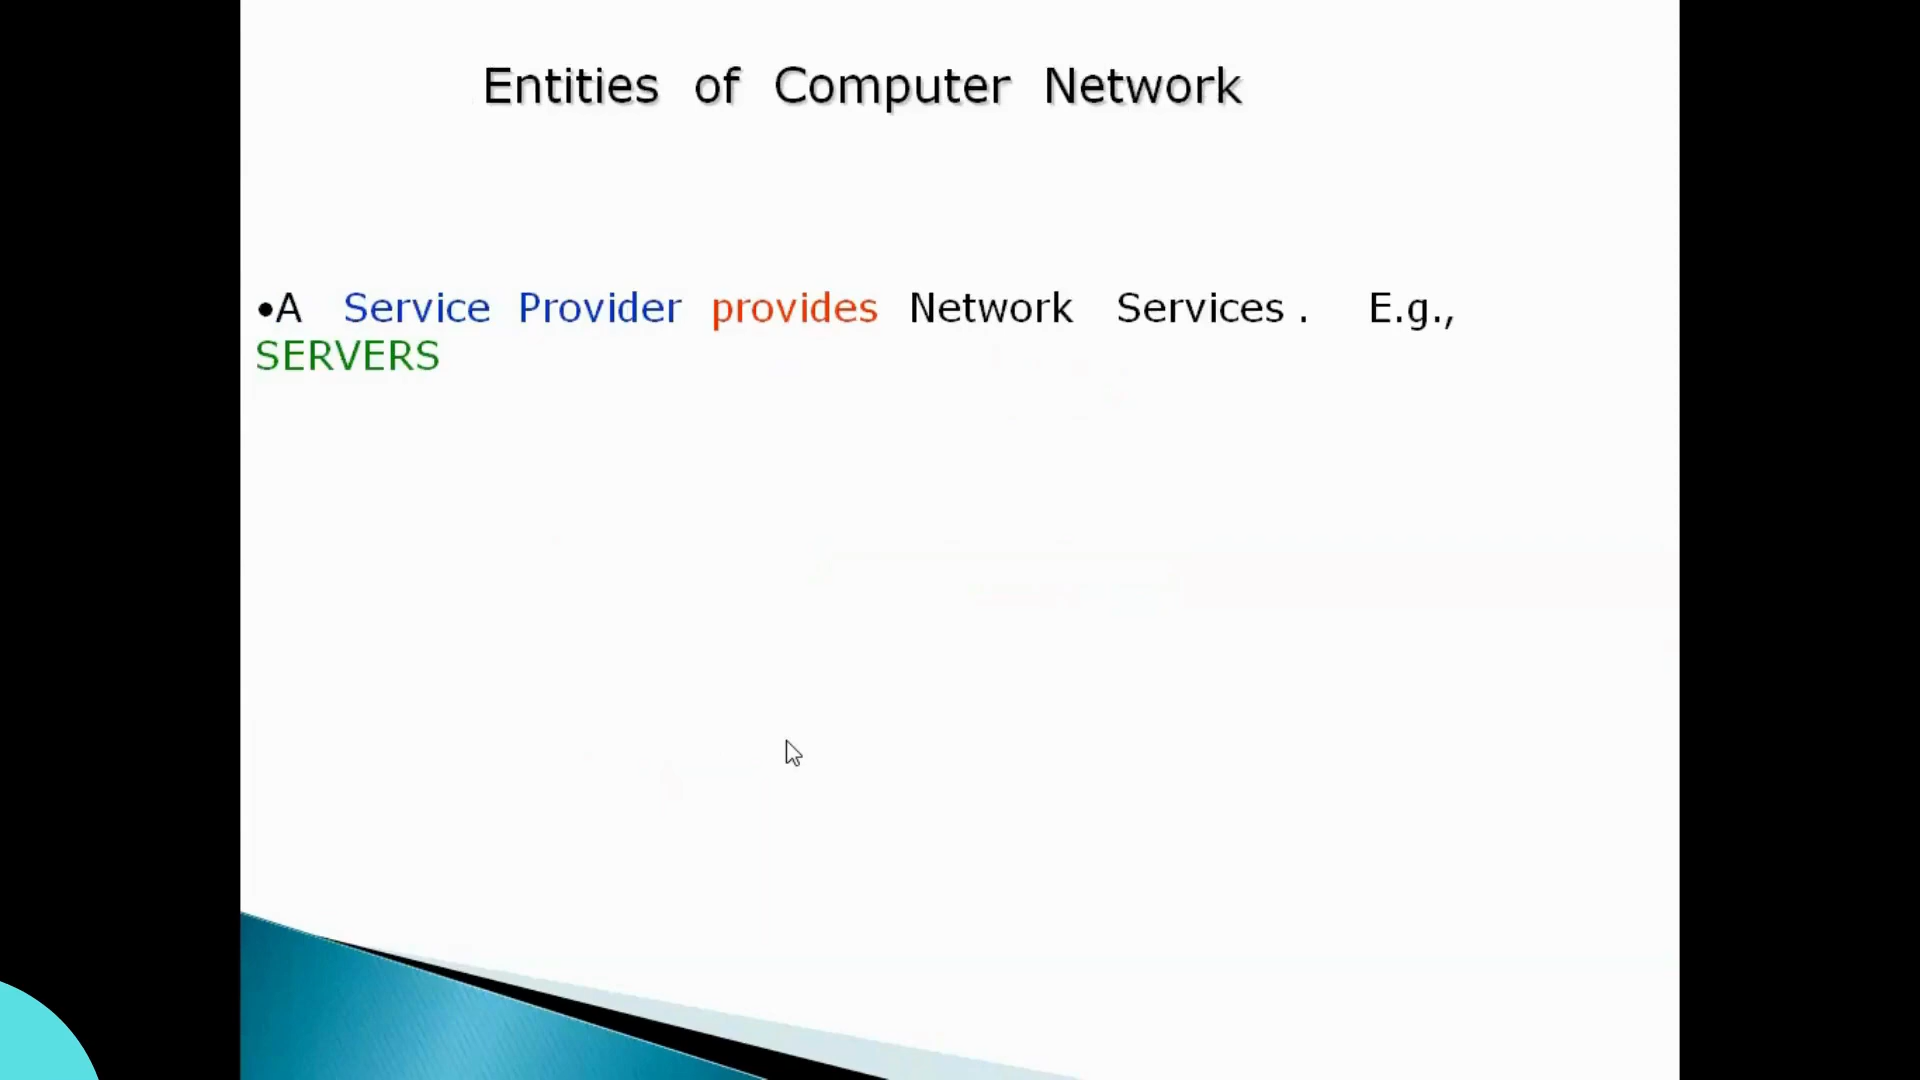 Entities of Computer Network
•A Service Provider provides Network Services . E.g.,
SERVERS